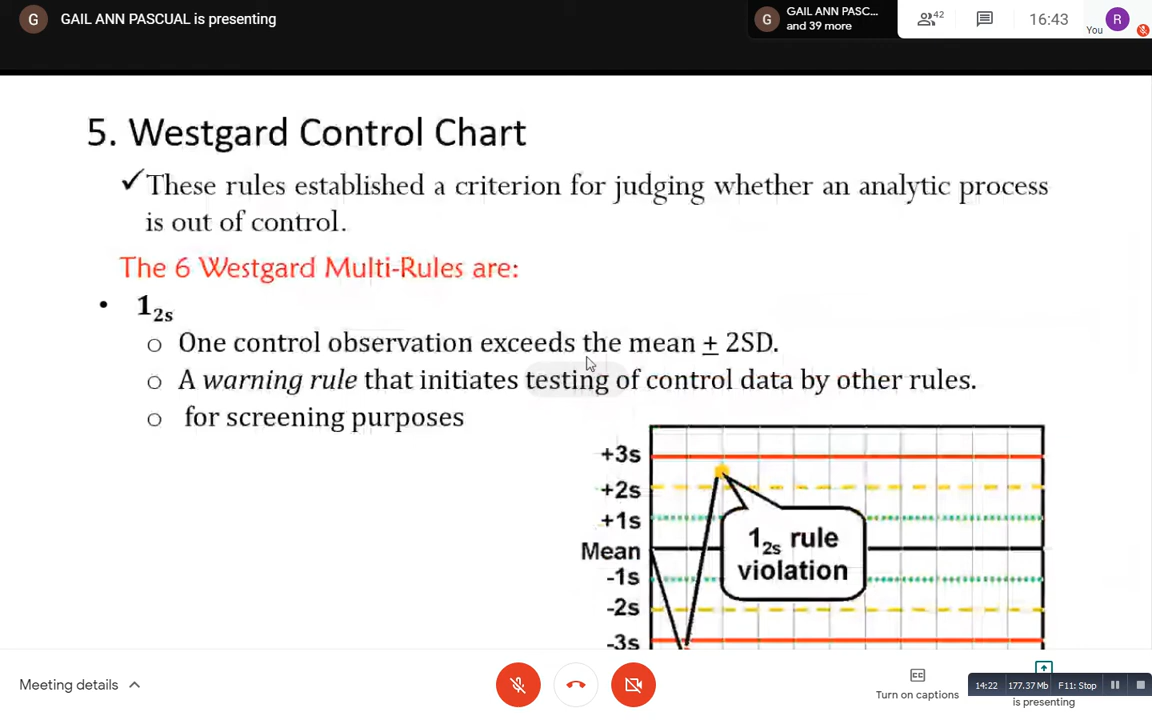 G GAIL ANN PASCUAL is presenting
G GAIL ANN PASC...
and 39 more
42
16:43
You R
5. Westgard Control Chart
✓These rules established a criterion for judging whether an analytic process
is out of control.
The 6 Westgard Multi-Rules are:
• 1₂ₛ
o One control observation exceeds the mean ± 2SD.
o A warning rule that initiates testing of control data by other rules.
o for screening purposes
+3s
+2s
+1s
Mean
-1s
-2s
-3s
1₂ₛ rule
violation
Meeting details
CC
Turn on captions
14:22 177.37Mb F11: Stop
is presenting